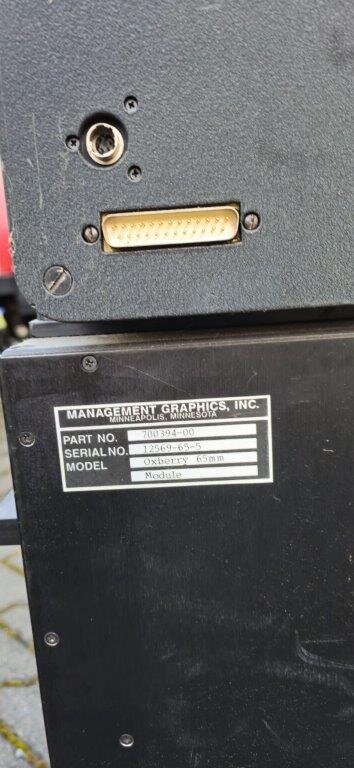 MANAGEMENT GRAPHICS, INC.
MINNEAPOLIS, MINNESOTA
PART NO. 700394-00
SERIAL NO. 12569-65-5
MODEL Oxberry 65mm
Module